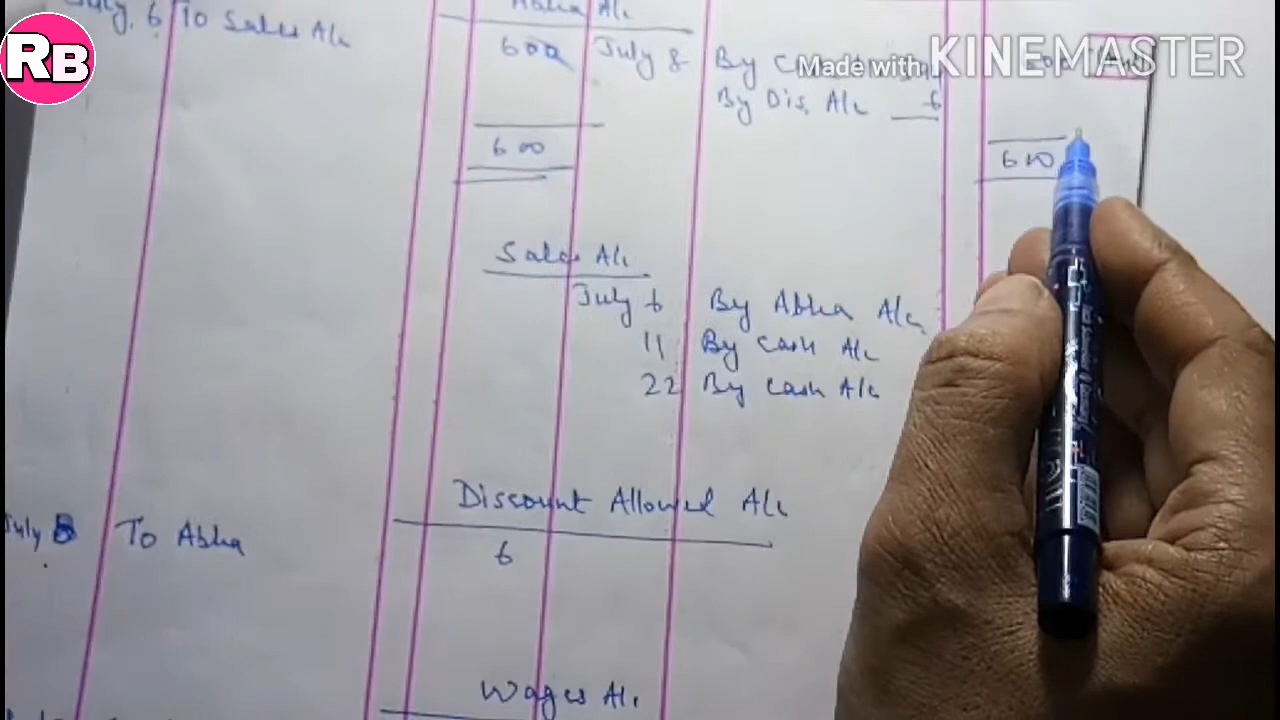 RB
Abha A/c
July 6 To Sales A/c 600 July 8 By
By Dis. A/c 6
600 600
Made with KINEMASTER
Sales A/c
July 6 By Abha A/c
11 By Cash A/c
22 By Cash A/c
Discount Allowed A/c
July 8 To Abha 6
Wages A/c